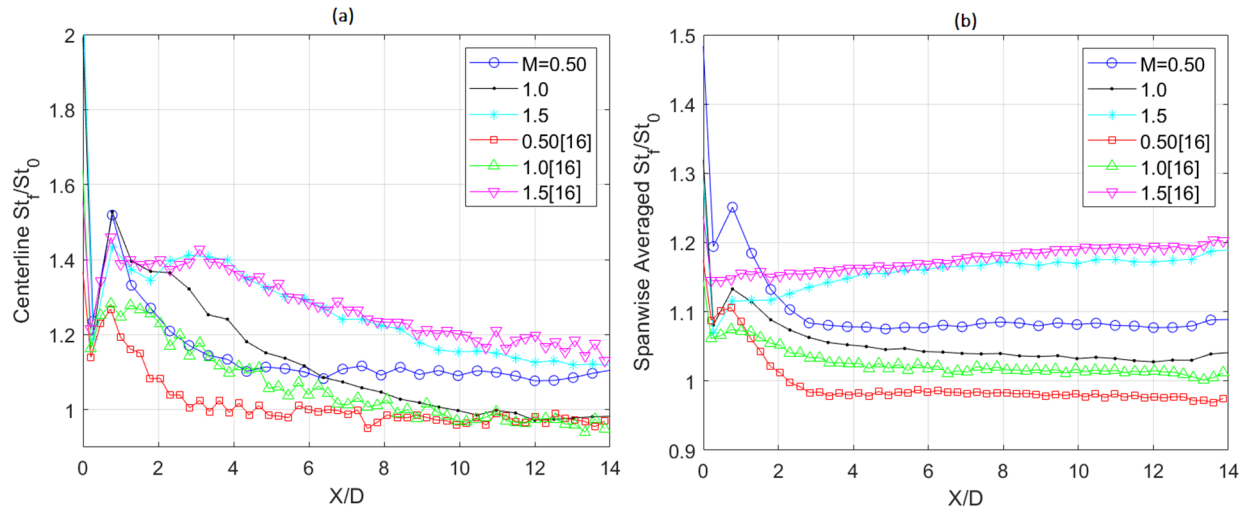 (a)
2
1.8
1.6
1.4
1.2
1
Centerline St_f/St_0
M=0.50
1.0
1.5
0.50[16]
1.0[16]
1.5[16]
0 2 4 6 8 10 12 14
X/D
(b)
1.5
1.4
1.3
1.2
1.1
1
0.9
Spanwise Averaged St_f/St_0
M=0.50
1.0
1.5
0.50[16]
1.0[16]
1.5[16]
0 2 4 6 8 10 12 14
X/D